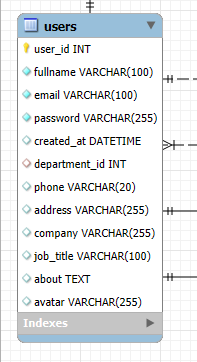 users
user_id INT
fullname VARCHAR(100)
email VARCHAR(100)
password VARCHAR(255)
created_at DATETIME
department_id INT
phone VARCHAR(20)
address VARCHAR(255)
company VARCHAR(255)
job_title VARCHAR(100)
about TEXT
avatar VARCHAR(255)
Indexes